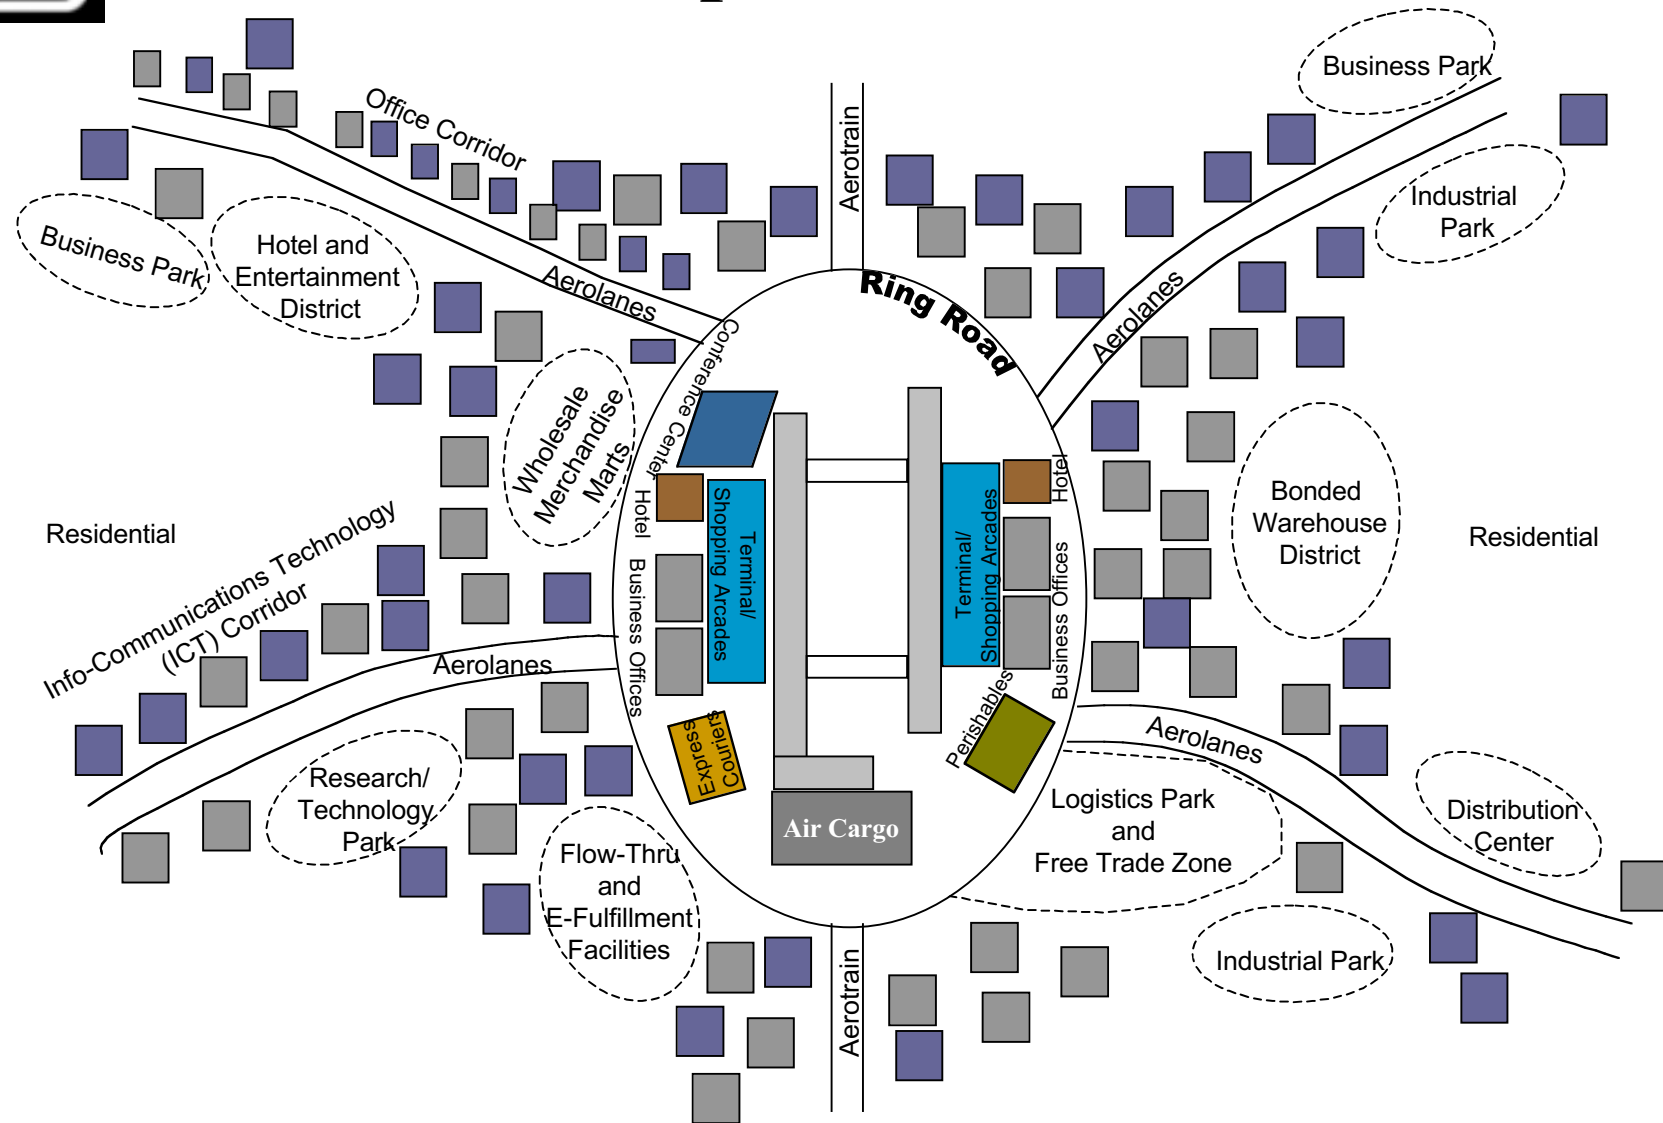 Business Park
Office Corridor
Aerotrain
Industrial
Park
Business Park
Hotel and
Entertainment
District
Aerolanes
Ring Road
Aerolanes
Conference Center
Wholesale
Merchandise
Marts
Hotel
Terminal/
Shopping Arcades
Terminal/
Shopping Arcades
Hotel
Bonded
Warehouse
District
Residential
Residential
Info-Communications Technology
(ICT) Corridor
Business Offices
Business Offices
Aerolanes
Perishables
Aerolanes
Express
Couriers
Research/
Technology
Park
Air Cargo
Logistics Park
and
Free Trade Zone
Distribution
Center
Flow-Thru
and
E-Fulfillment
Facilities
Industrial Park
Aerotrain